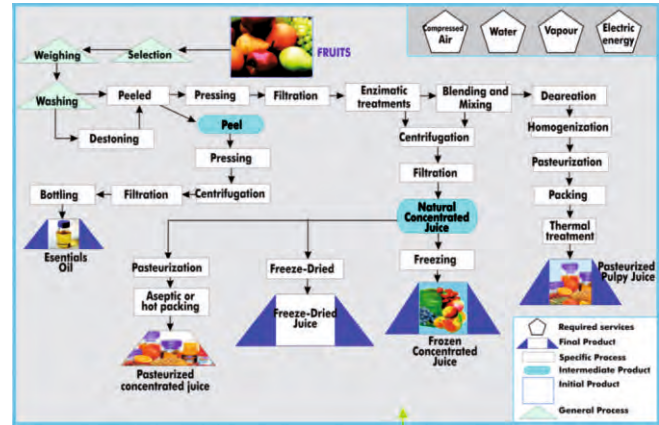 Compressed
Air
Water
Vapour
Electric
energy
FRUITS
Selection
Weighing
Washing
Peeled
Pressing
Filtration
Enzimatic
treatments
Blending and
Mixing
Deareation
Destoning
Peel
Centrifugation
Homogenization
Pressing
Filtration
Pasteurization
Bottling
Filtration
Centrifugation
Packing
Esentials
Oil
Natural
Concentrated
Juice
Thermal
treatment
Pasteurization
Freeze-Dried
Freezing
Pasteurized
Pulpy Juice
Aseptic or
hot packing
Freeze-Dried
Juice
Frozen
Concentrated
Juice
Pasteurized
concentrated juice
Required services
Final Product
Specific Process
Intermediate Product
Initial Product
General Process